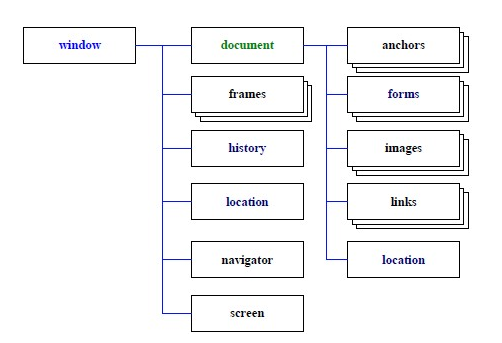 window
document
anchors
frames
forms
history
images
location
links
navigator
location
screen